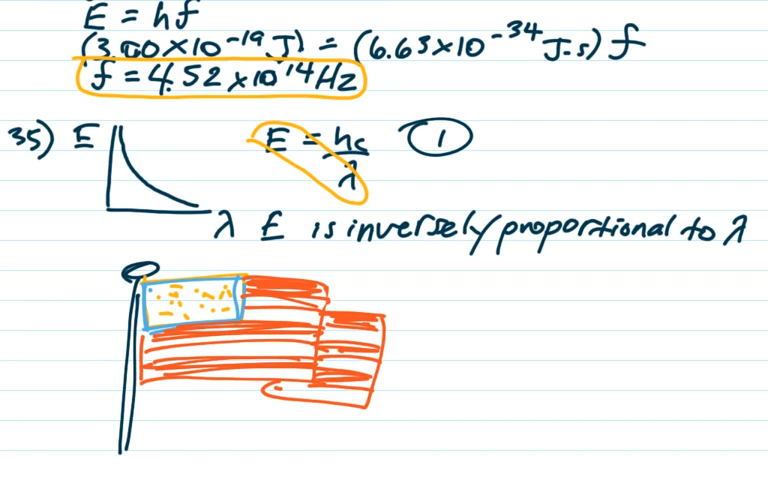 E = hf
(3.00×10⁻¹⁹ J) = (6.63×10⁻³⁴ J·s) f
f = 4.52 × 10¹⁴ Hz
35) E E = hc/λ 1
λ E is inversely proportional to λ